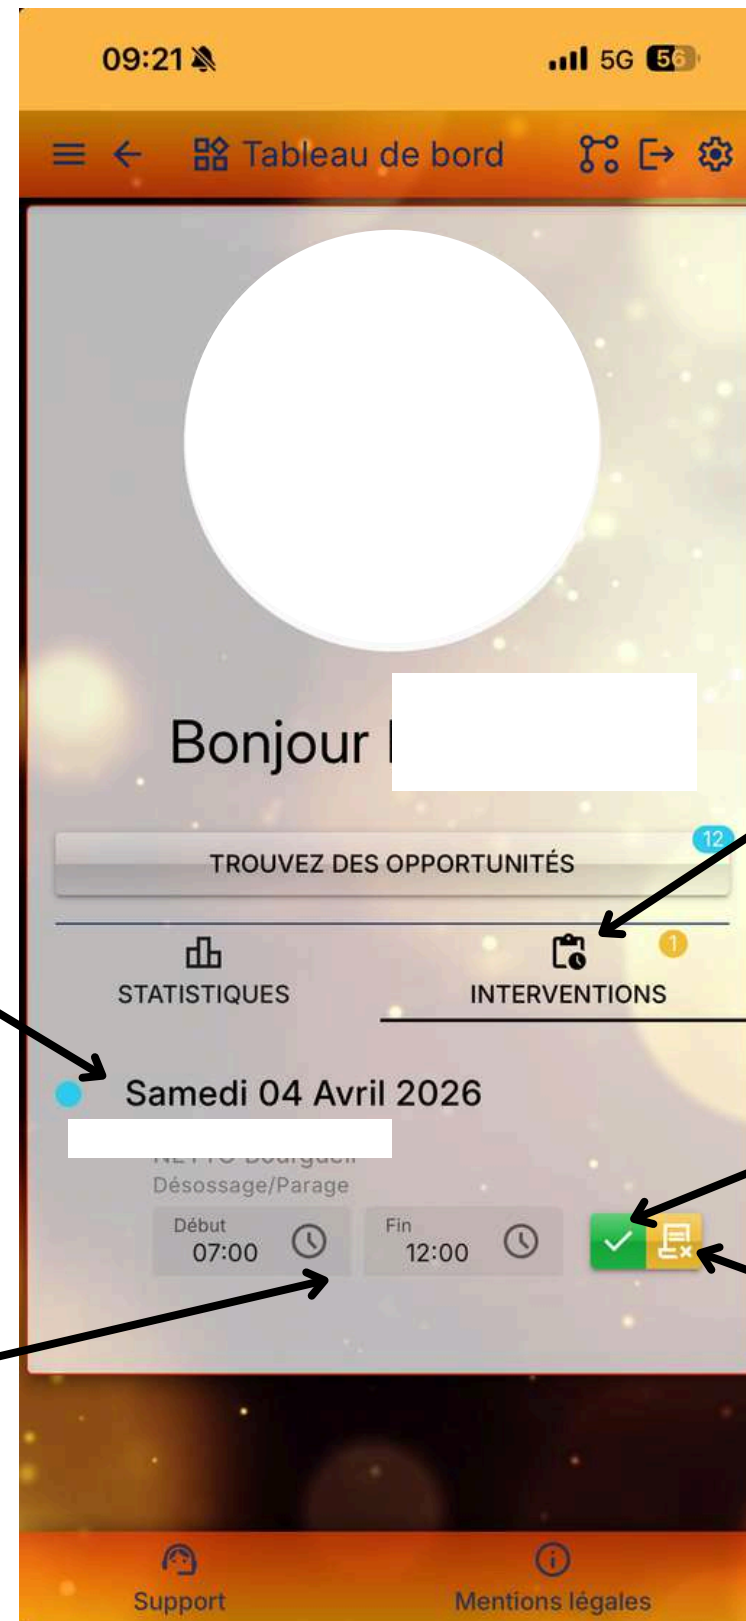 09:21 5G 56
Tableau de bord
Bonjour
TROUVEZ DES OPPORTUNITÉS 12
STATISTIQUES
INTERVENTIONS 1
Samedi 04 Avril 2026
Désossage/Parage
Début
07:00
Fin
12:00
Support
Mentions légales